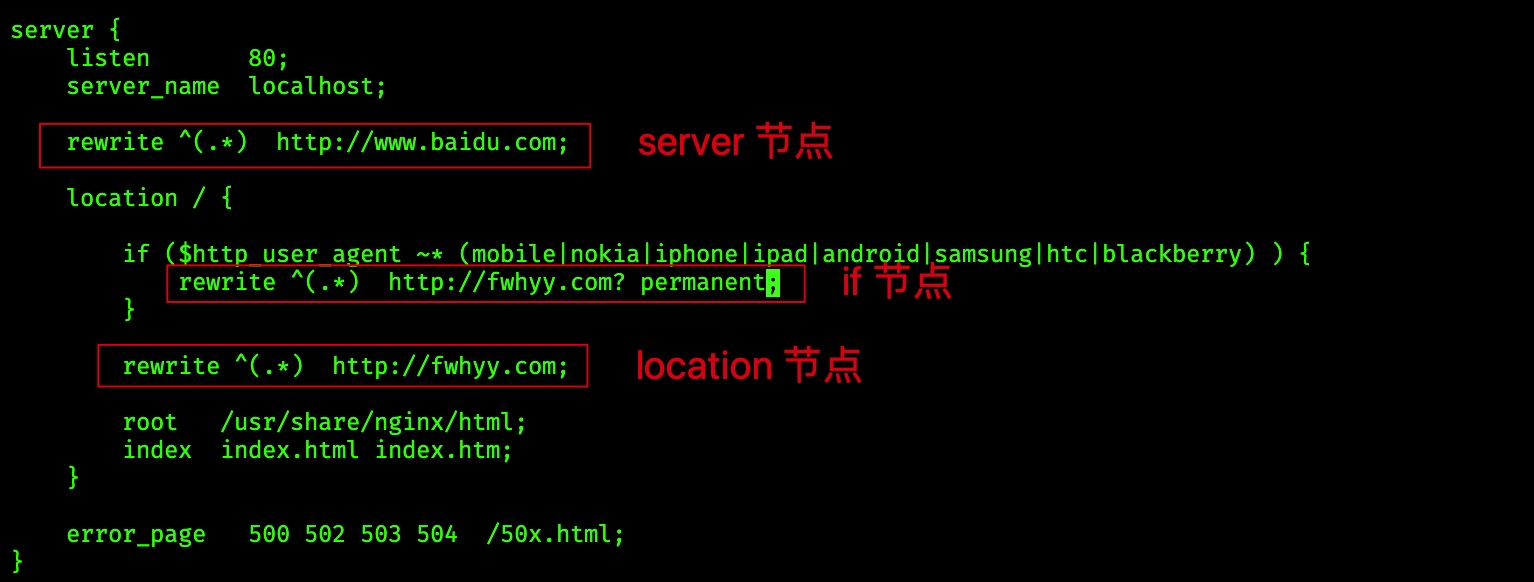 server {
    listen       80;
    server_name  localhost;
    rewrite ^(.*)  http://www.baidu.com;    server 节点
    location / {
        if ($http_user_agent ~* (mobile|nokia|iphone|ipad|android|samsung|htc|blackberry) ) {
            rewrite ^(.*)  http://fwhyy.com? permanent;    if 节点
        }
        rewrite ^(.*)  http://fwhyy.com;    location 节点
        root   /usr/share/nginx/html;
        index  index.html index.htm;
    }
    error_page   500 502 503 504  /50x.html;
}